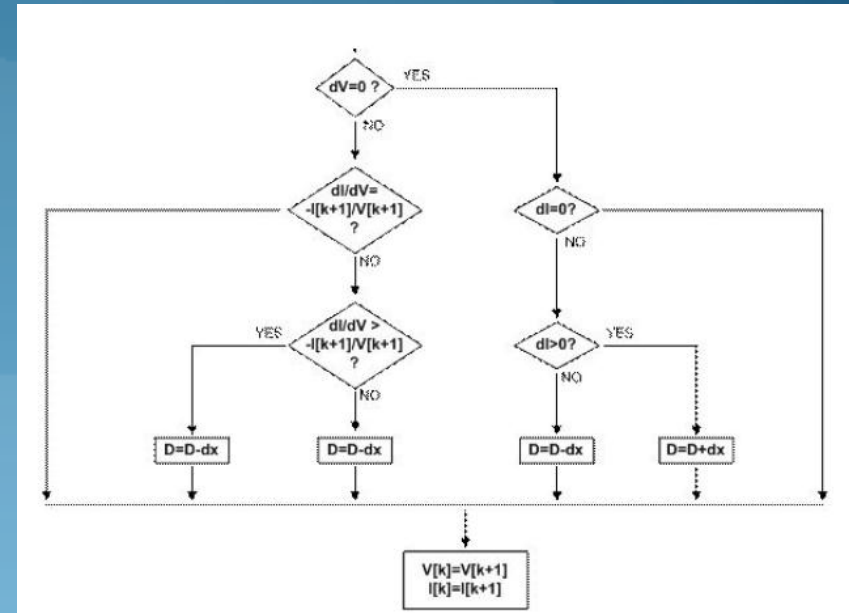 dV=0 ?
YES
NO
dI/dV=
-I[k+1]/V[k+1]
?
dI=0?
NO
NO
dI/dV >
-I[k+1]/V[k+1]
?
YES
dI>0?
YES
NO
NO
D=D-dx
D=D-dx
D=D-dx
D=D+dx
V[k]=V[k+1]
I[k]=I[k+1]